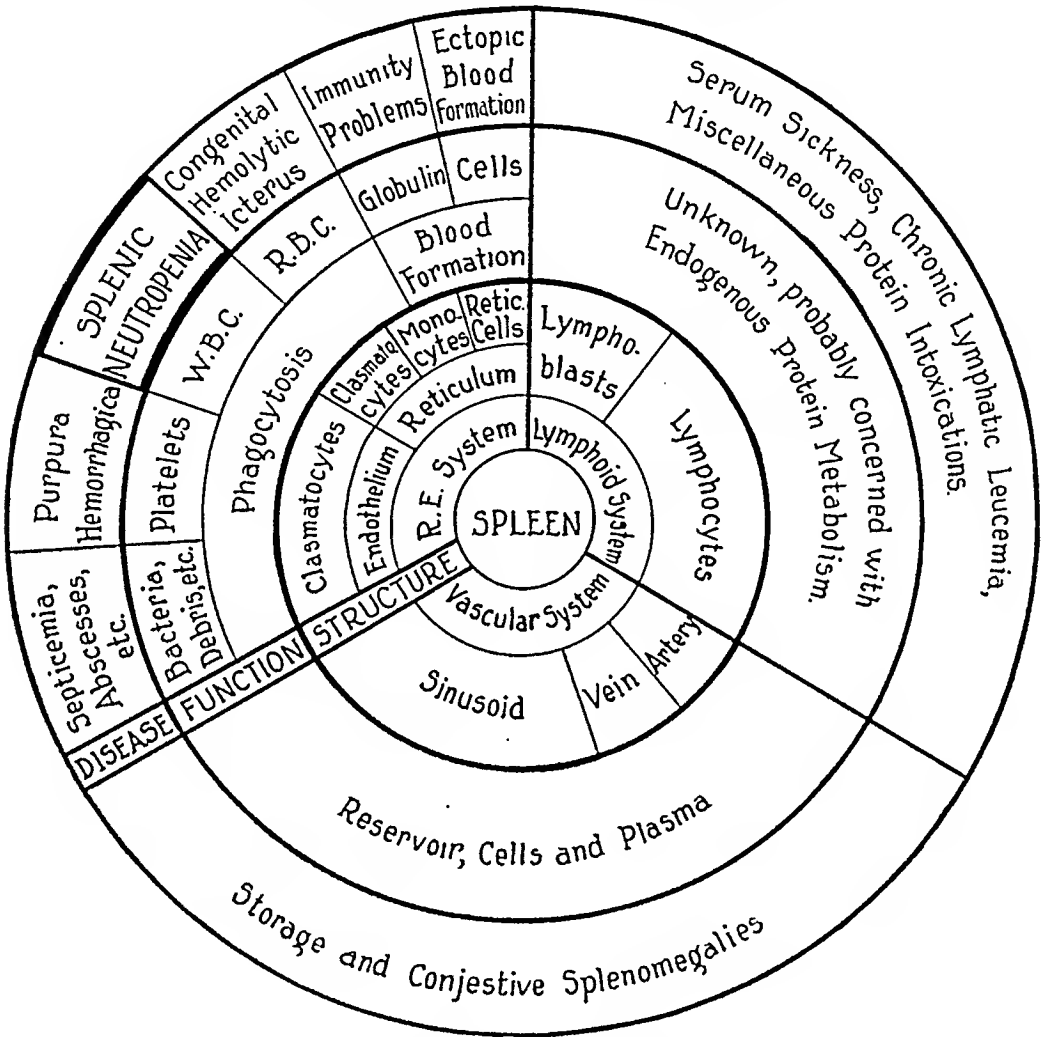 SPLEEN
R.E. System
Lymphoid System
Vascular System
STRUCTURE
FUNCTION
DISEASE
Endothelium
Reticulum
Clasmatocytes
Clasmato
cytes
Mono-
cytes
Retic.
Cells
Lympho-
blasts
Lymphocytes
Artery
Vein
Sinusoid
Phagocytosis
Blood
Formation
Bacteria,
Debris, etc.
Platelets
W.B.C.
R.B.C.
Globulin
Cells
Unknown, probably concerned with
Endogenous Protein Metabolism.
Reservoir, Cells and Plasma
Septicemia,
Abscesses,
etc.
Purpura
Hemorrhagica
SPLENIC
NEUTROPENIA
Congenital
Hemolytic
Icterus
Immunity
Problems
Ectopic
Blood
Formation
Serum Sickness, Chronic Lymphatic Leucemia,
Miscellaneous Protein Intoxications.
Storage and Conjestive Splenomegalies